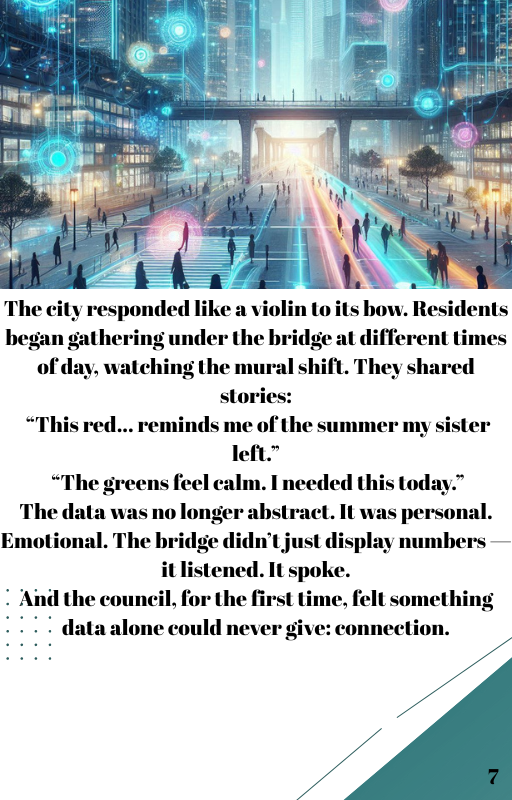 The city responded like a violin to its bow. Residents
began gathering under the bridge at different times
of day, watching the mural shift. They shared
stories:
“This red… reminds me of the summer my sister
left.”
“The greens feel calm. I needed this today.”
The data was no longer abstract. It was personal.
Emotional. The bridge didn’t just display numbers —
it listened. It spoke.
And the council, for the first time, felt something
data alone could never give: connection.
7